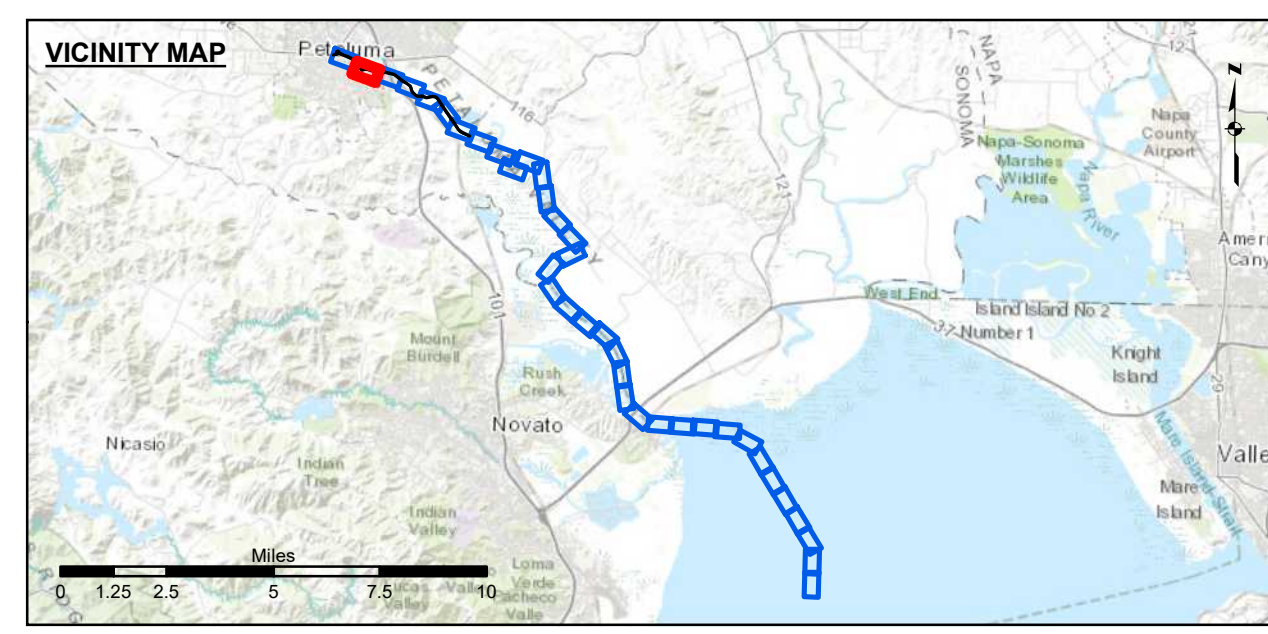 VICINITY MAP
Petaluma
PETAL
116
121
NAPA
SONOMA
12
N
Napa
County
Airport
Napa-Sonoma
Marshes
Wildlife
Area
Napa River
Amer
Cany
101
West End
Island Island No 2
37
Number 1
Knight
Island
29
Mount
Burdell
Rush
Creek
Novato
Nicasio
Indian
Tree
Indian
Valley
Mare Island Strait
Valle
Mare
Island
Loma
Verde
Pacheco
Valle
Lucas Valley
Miles
0 1.25 2.5 5 7.5 10